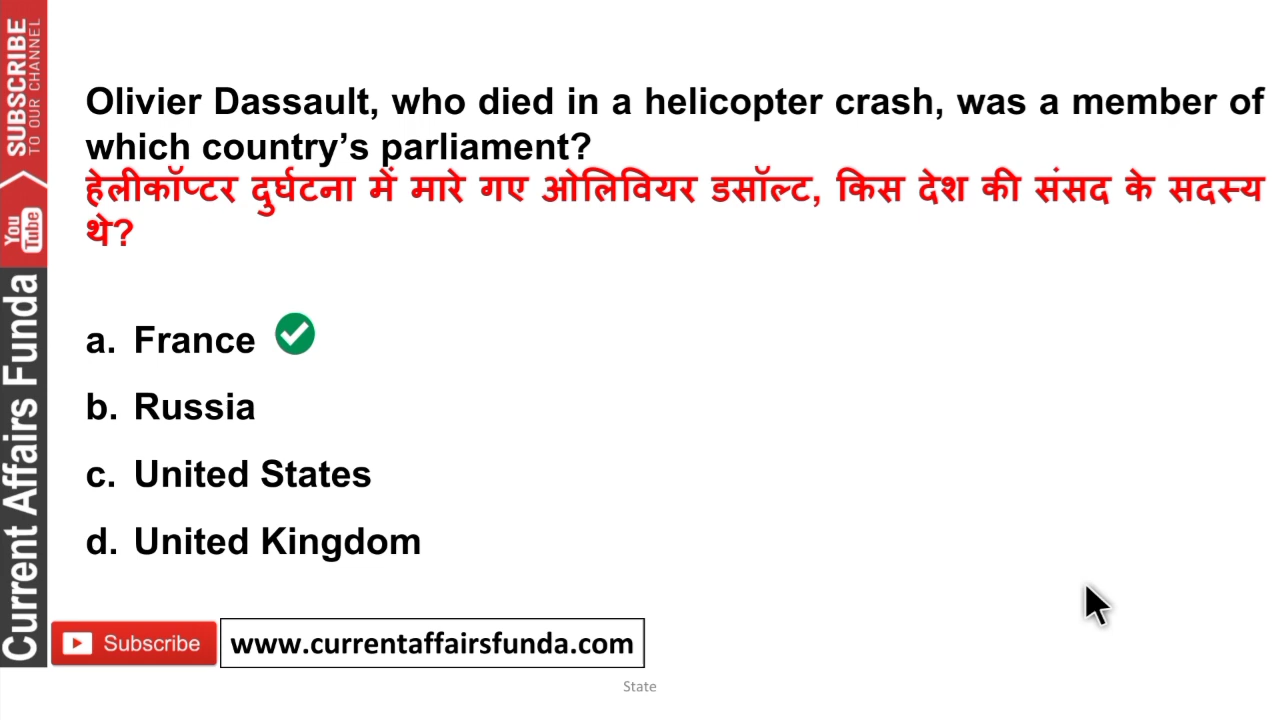 SUBSCRIBE
TO OUR CHANNEL
You
Tube
Current Affairs Funda
Olivier Dassault, who died in a helicopter crash, was a member of
which country’s parliament?
हेलीकॉप्टर दुर्घटना में मारे गए ओलिवियर डसॉल्ट, किस देश की संसद के सदस्य
थे?
a. France
b. Russia
c. United States
d. United Kingdom
Subscribe
www.currentaffairsfunda.com
State